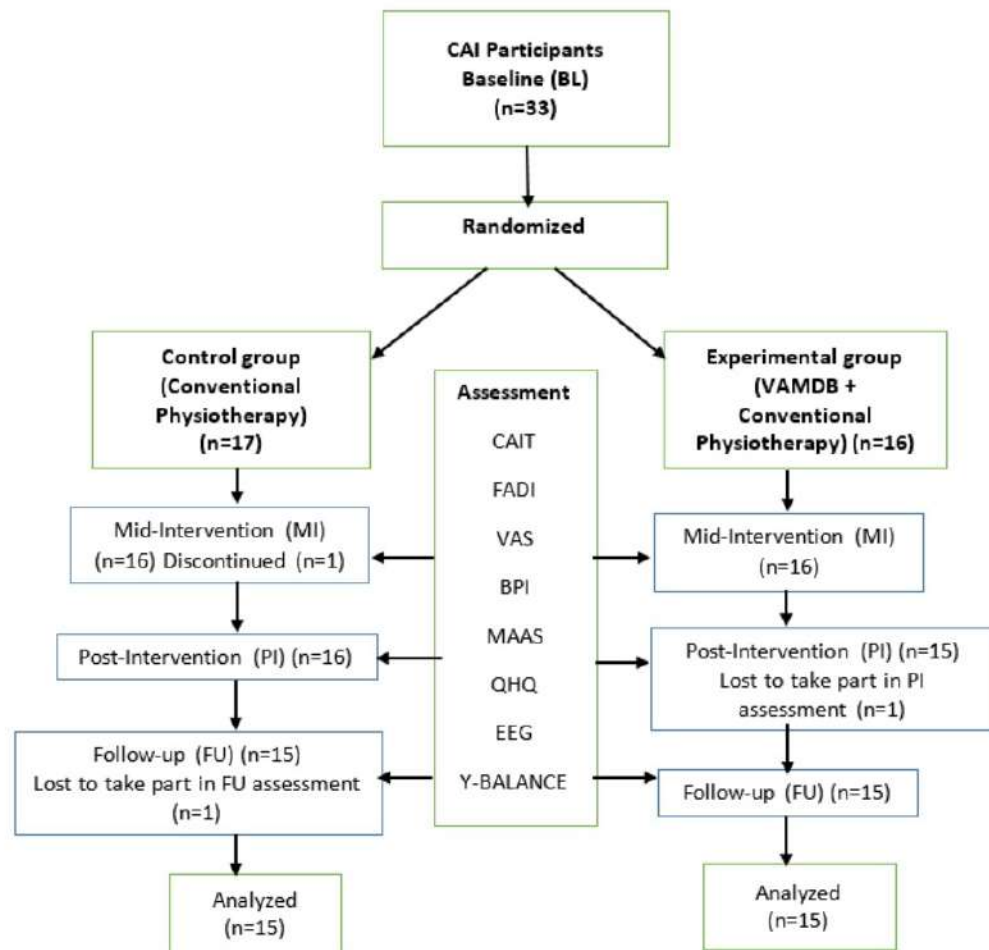 CAI Participants
Baseline (BL)
(n=33)
Randomized
Control group
(Conventional
Physiotherapy)
(n=17)
Experimental group
(VAMDB +
Conventional
Physiotherapy) (n=16)
Assessment
CAIT
FADI
VAS
BPI
MAAS
QHQ
EEG
Y-BALANCE
Mid-Intervention (MI)
(n=16) Discontinued (n=1)
Mid-Intervention (MI)
(n=16)
Post-Intervention (PI) (n=16)
Post-Intervention (PI) (n=15)
Lost to take part in PI
assessment (n=1)
Follow-up (FU) (n=15)
Lost to take part in FU assessment
(n=1)
Follow-up (FU) (n=15)
Analyzed
(n=15)
Analyzed
(n=15)